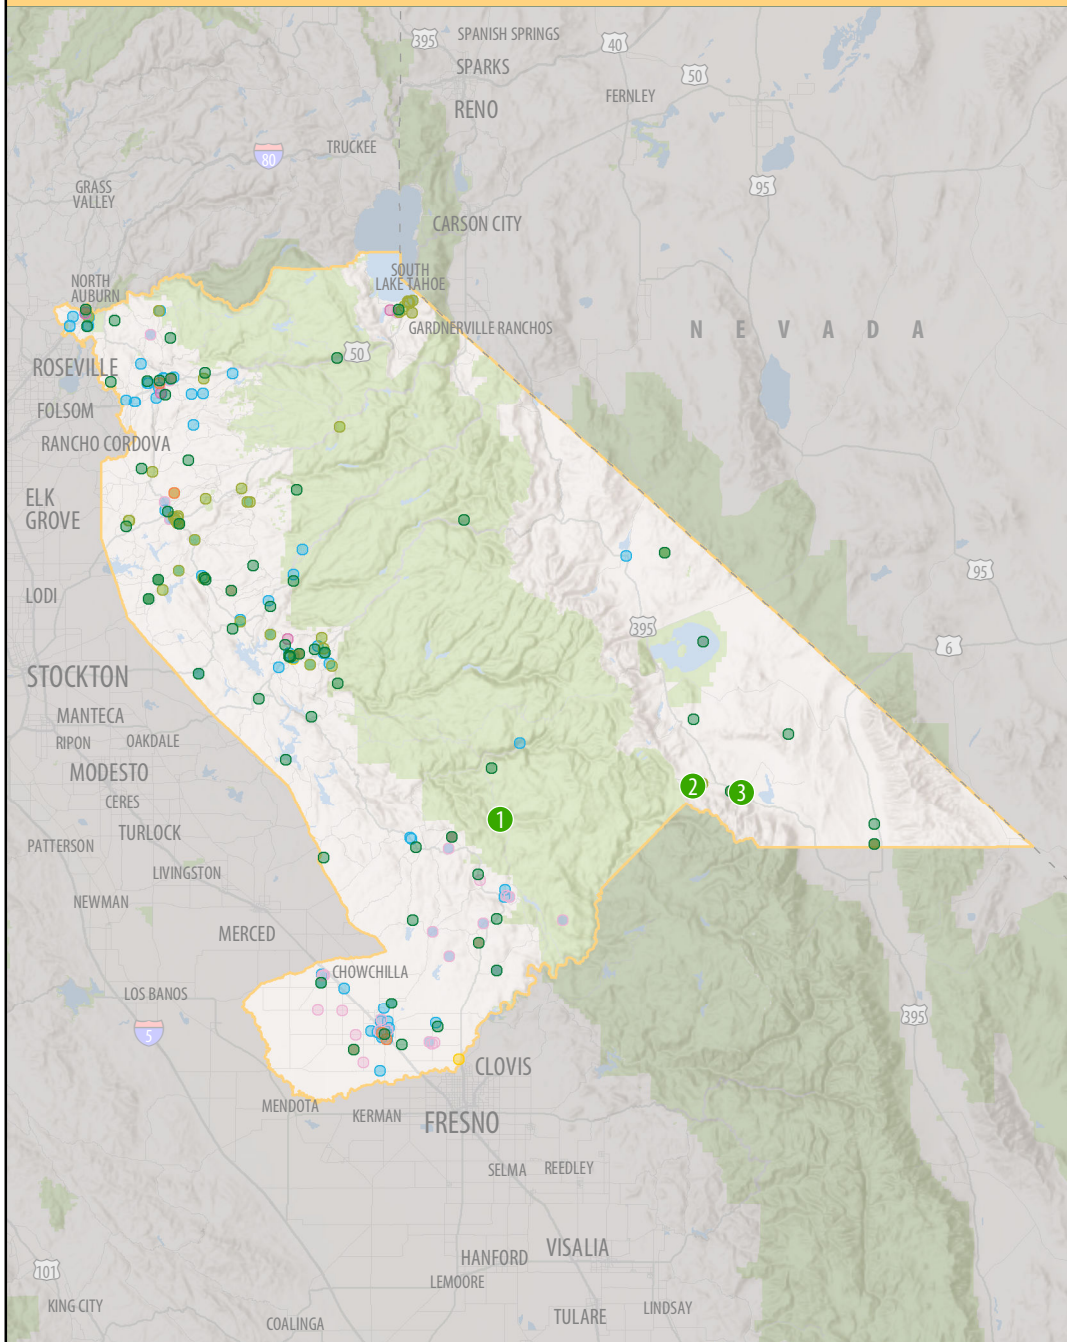 395
SPANISH SPRINGS
40
SPARKS
50
FERNLEY
RENO
TRUCKEE
80
GRASS
VALLEY
95
CARSON CITY
NORTH
AUBURN
SOUTH
LAKE TAHOE
GARDNERVILLE RANCHOS
NEVADA
50
ROSEVILLE
FOLSOM
RANCHO CORDOVA
ELK
GROVE
95
LODI
395
6
STOCKTON
MANTECA
RIPON
OAKDALE
MODESTO
2
3
CERES
1
TURLOCK
PATTERSON
LIVINGSTON
NEWMAN
MERCED
CHOWCHILLA
LOS BANOS
395
5
CLOVIS
MENDOTA
KERMAN
FRESNO
SELMA
REEDLEY
VISALIA
HANFORD
101
LEMOORE
KING CITY
LINDSAY
TULARE
COALINGA